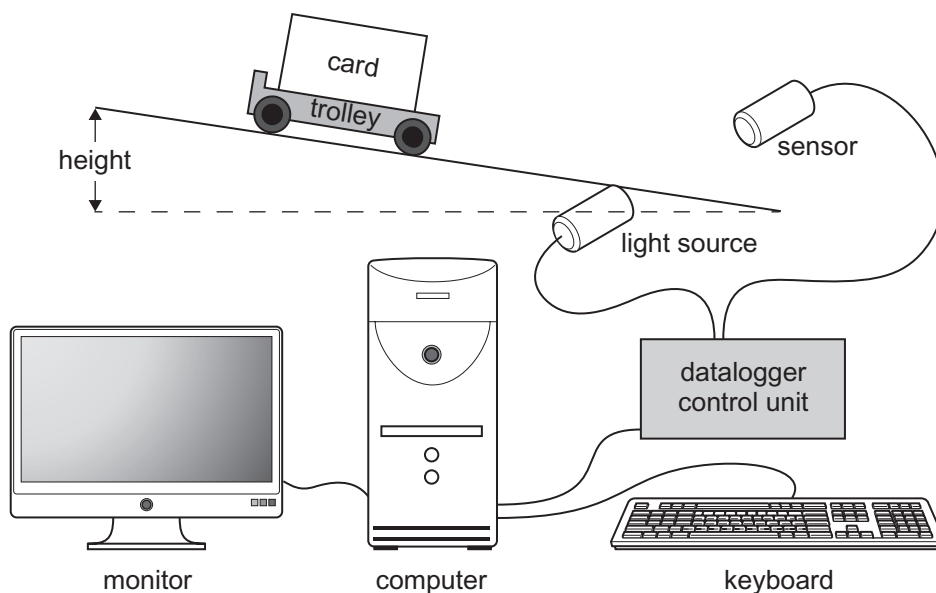 card
trolley
height
sensor
light source
datalogger
control unit
monitor
computer
keyboard